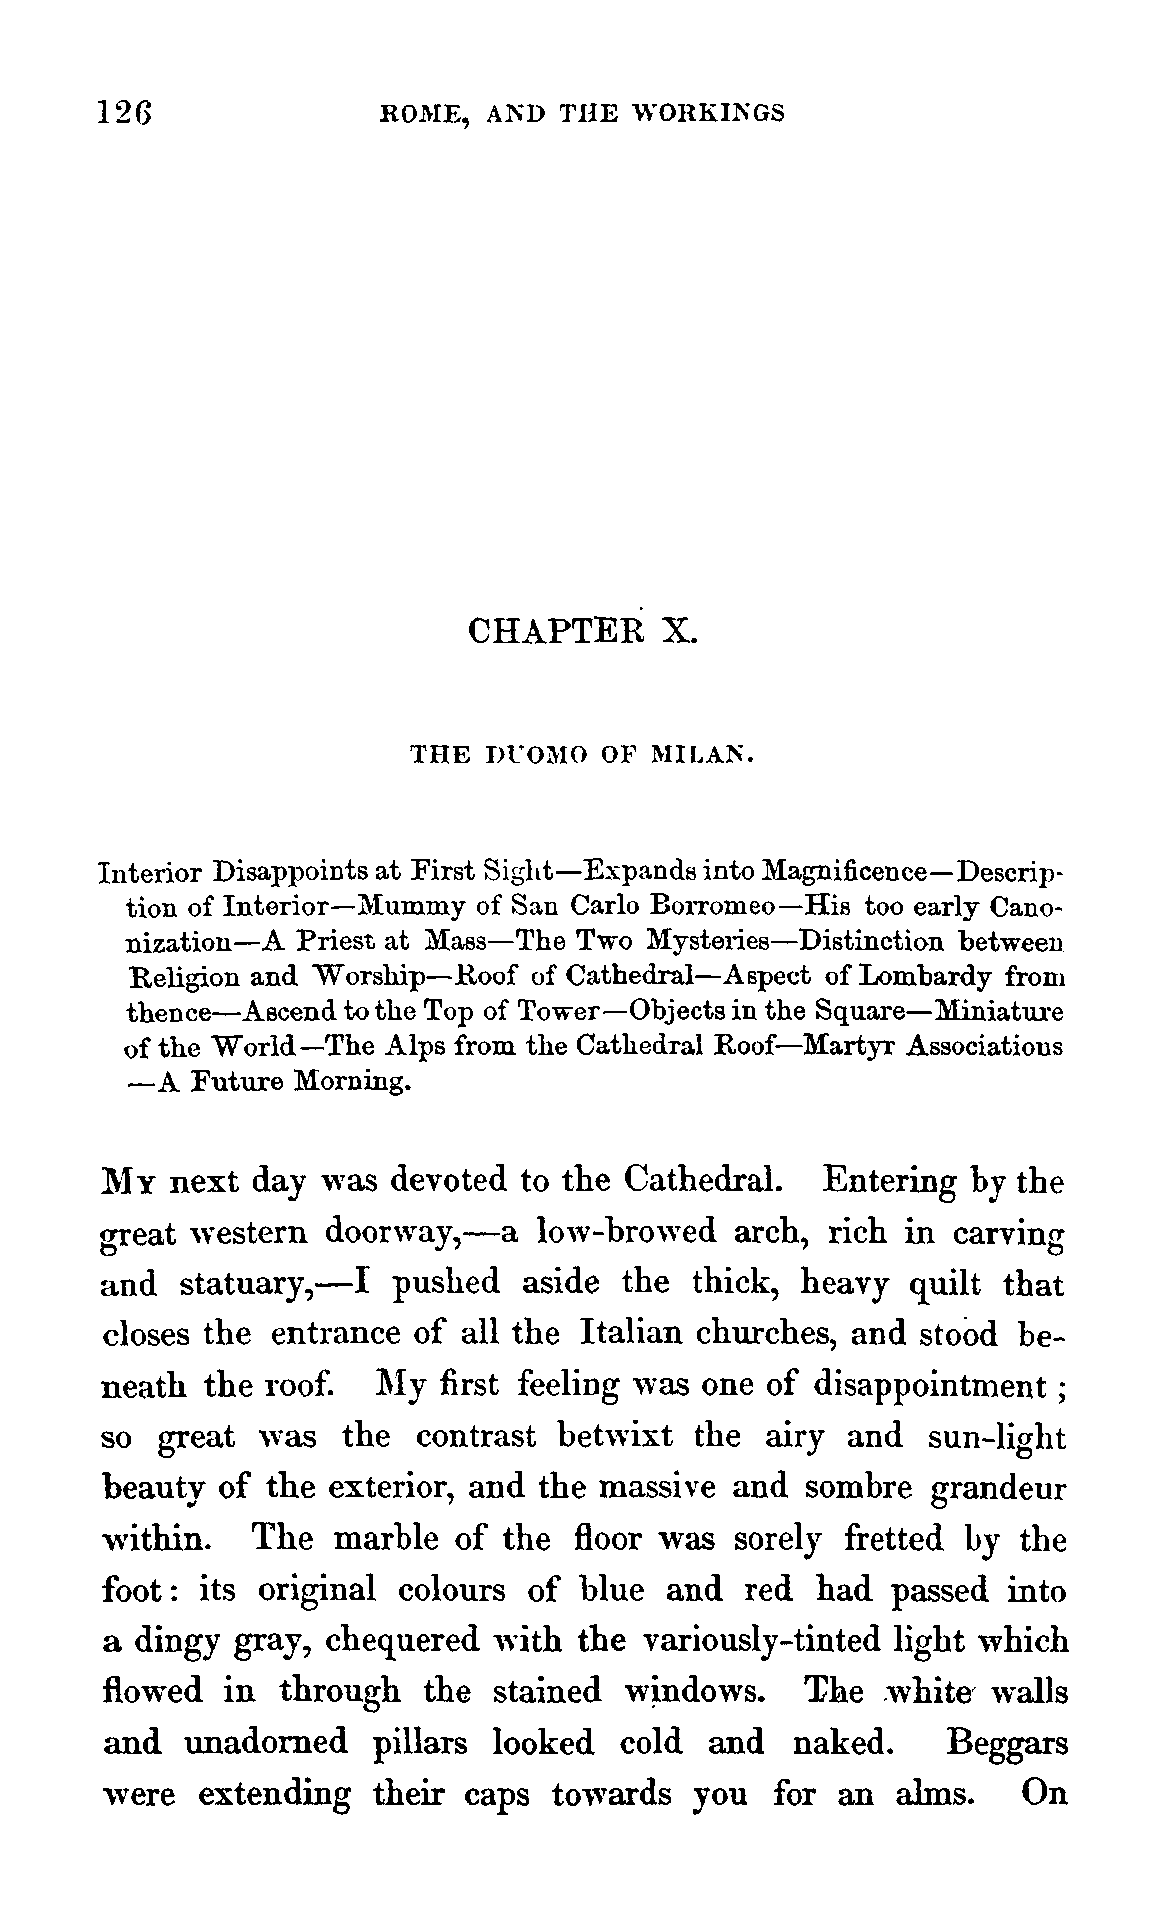 126 ROME, AND THE WORKINGS
CHAPTER X.
THE DUOMO OF MILAN.
Interior Disappoints at First Sight—Expands into Magnificence—Descrip-
tion of Interior—Mummy of San Carlo Borromeo—His too early Cano-
nization—A Priest at Mass—The Two Mysteries—Distinction between
Religion and Worship—Roof of Cathedral—Aspect of Lombardy from
thence—Ascend to the Top of Tower—Objects in the Square—Miniature
of the World—The Alps from the Cathedral Roof—Martyr Associations
—A Future Morning.
MY next day was devoted to the Cathedral. Entering by the
great western doorway,—a low-browed arch, rich in carving
and statuary,—I pushed aside the thick, heavy quilt that
closes the entrance of all the Italian churches, and stood be-
neath the roof. My first feeling was one of disappointment ;
so great was the contrast betwixt the airy and sun-light
beauty of the exterior, and the massive and sombre grandeur
within. The marble of the floor was sorely fretted by the
foot : its original colours of blue and red had passed into
a dingy gray, chequered with the variously-tinted light which
flowed in through the stained windows. The white walls
and unadorned pillars looked cold and naked. Beggars
were extending their caps towards you for an alms. On